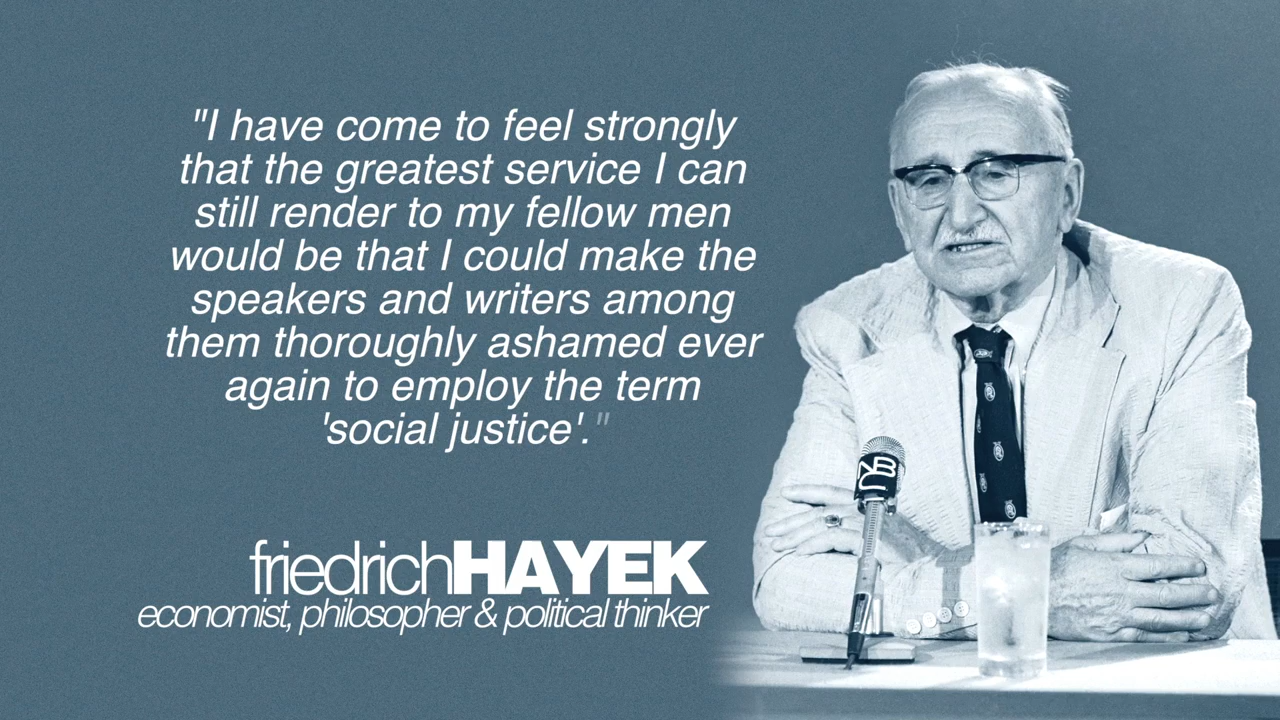 "I have come to feel strongly
that the greatest service I can
still render to my fellow men
would be that I could make the
speakers and writers among
them thoroughly ashamed ever
again to employ the term
'social justice'."
friedrichHAYEK
economist, philosopher & political thinker
NBC